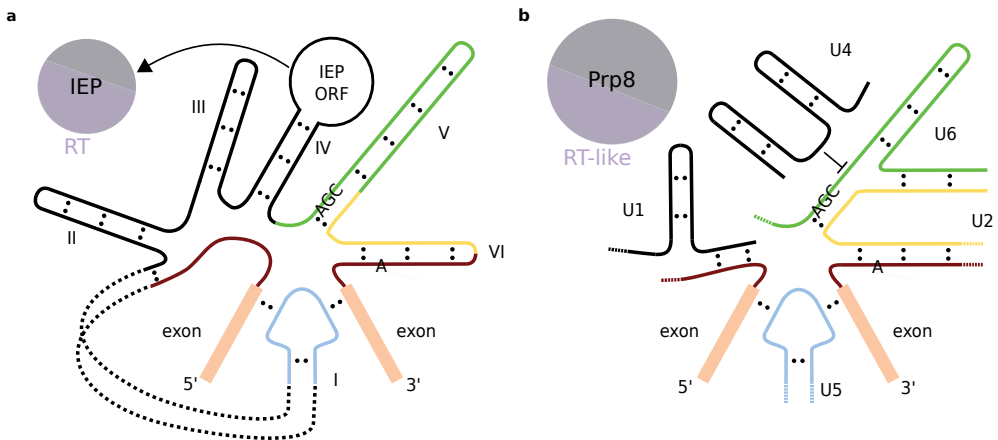 a
IEP
RT
III
IEP
ORF
IV
V
AGC
II
VI
A
exon
exon
5'
I
3'
b
Prp8
RT-like
U4
U6
AGC
U1
U2
A
exon
exon
5'
U5
3'